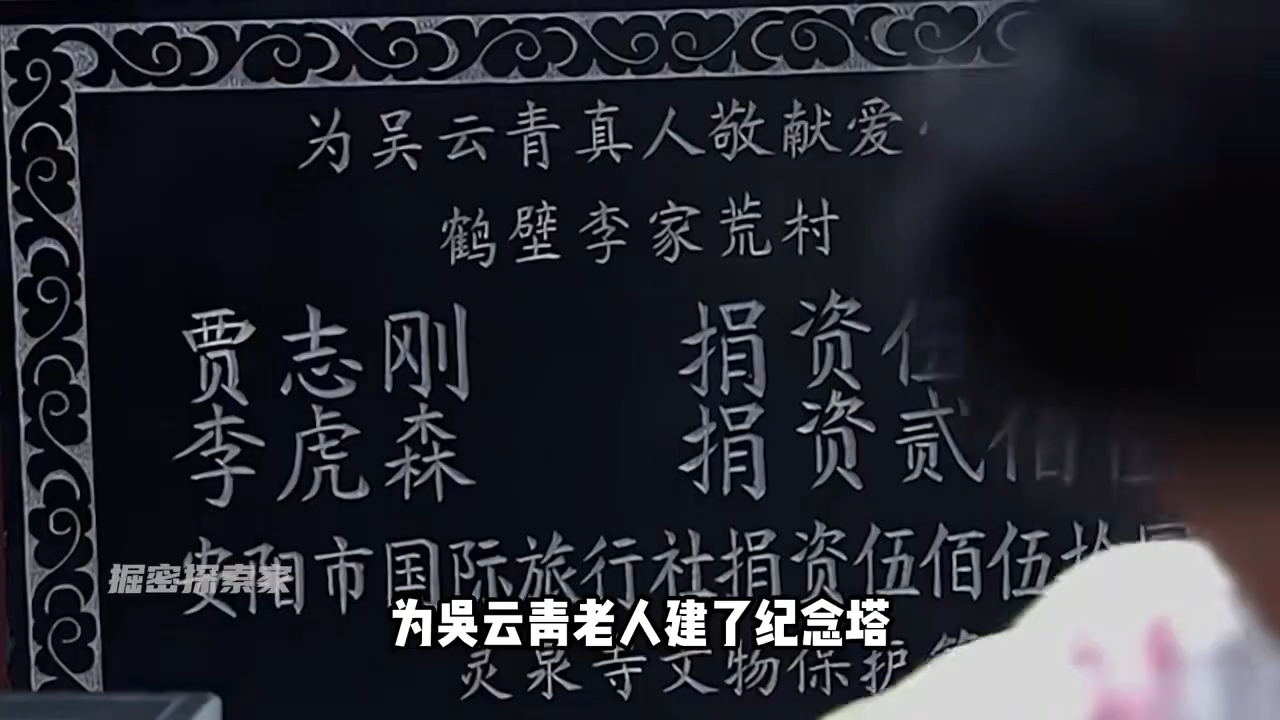 为吴云青真人敬献爱
鹤壁李家荒村
贾志刚 捐资伍
李虎森 捐资贰佰伍
安阳市国际旅行社捐资伍佰伍拾
掘密探索家
为吴云青老人建了纪念塔
灵泉寺文物保护